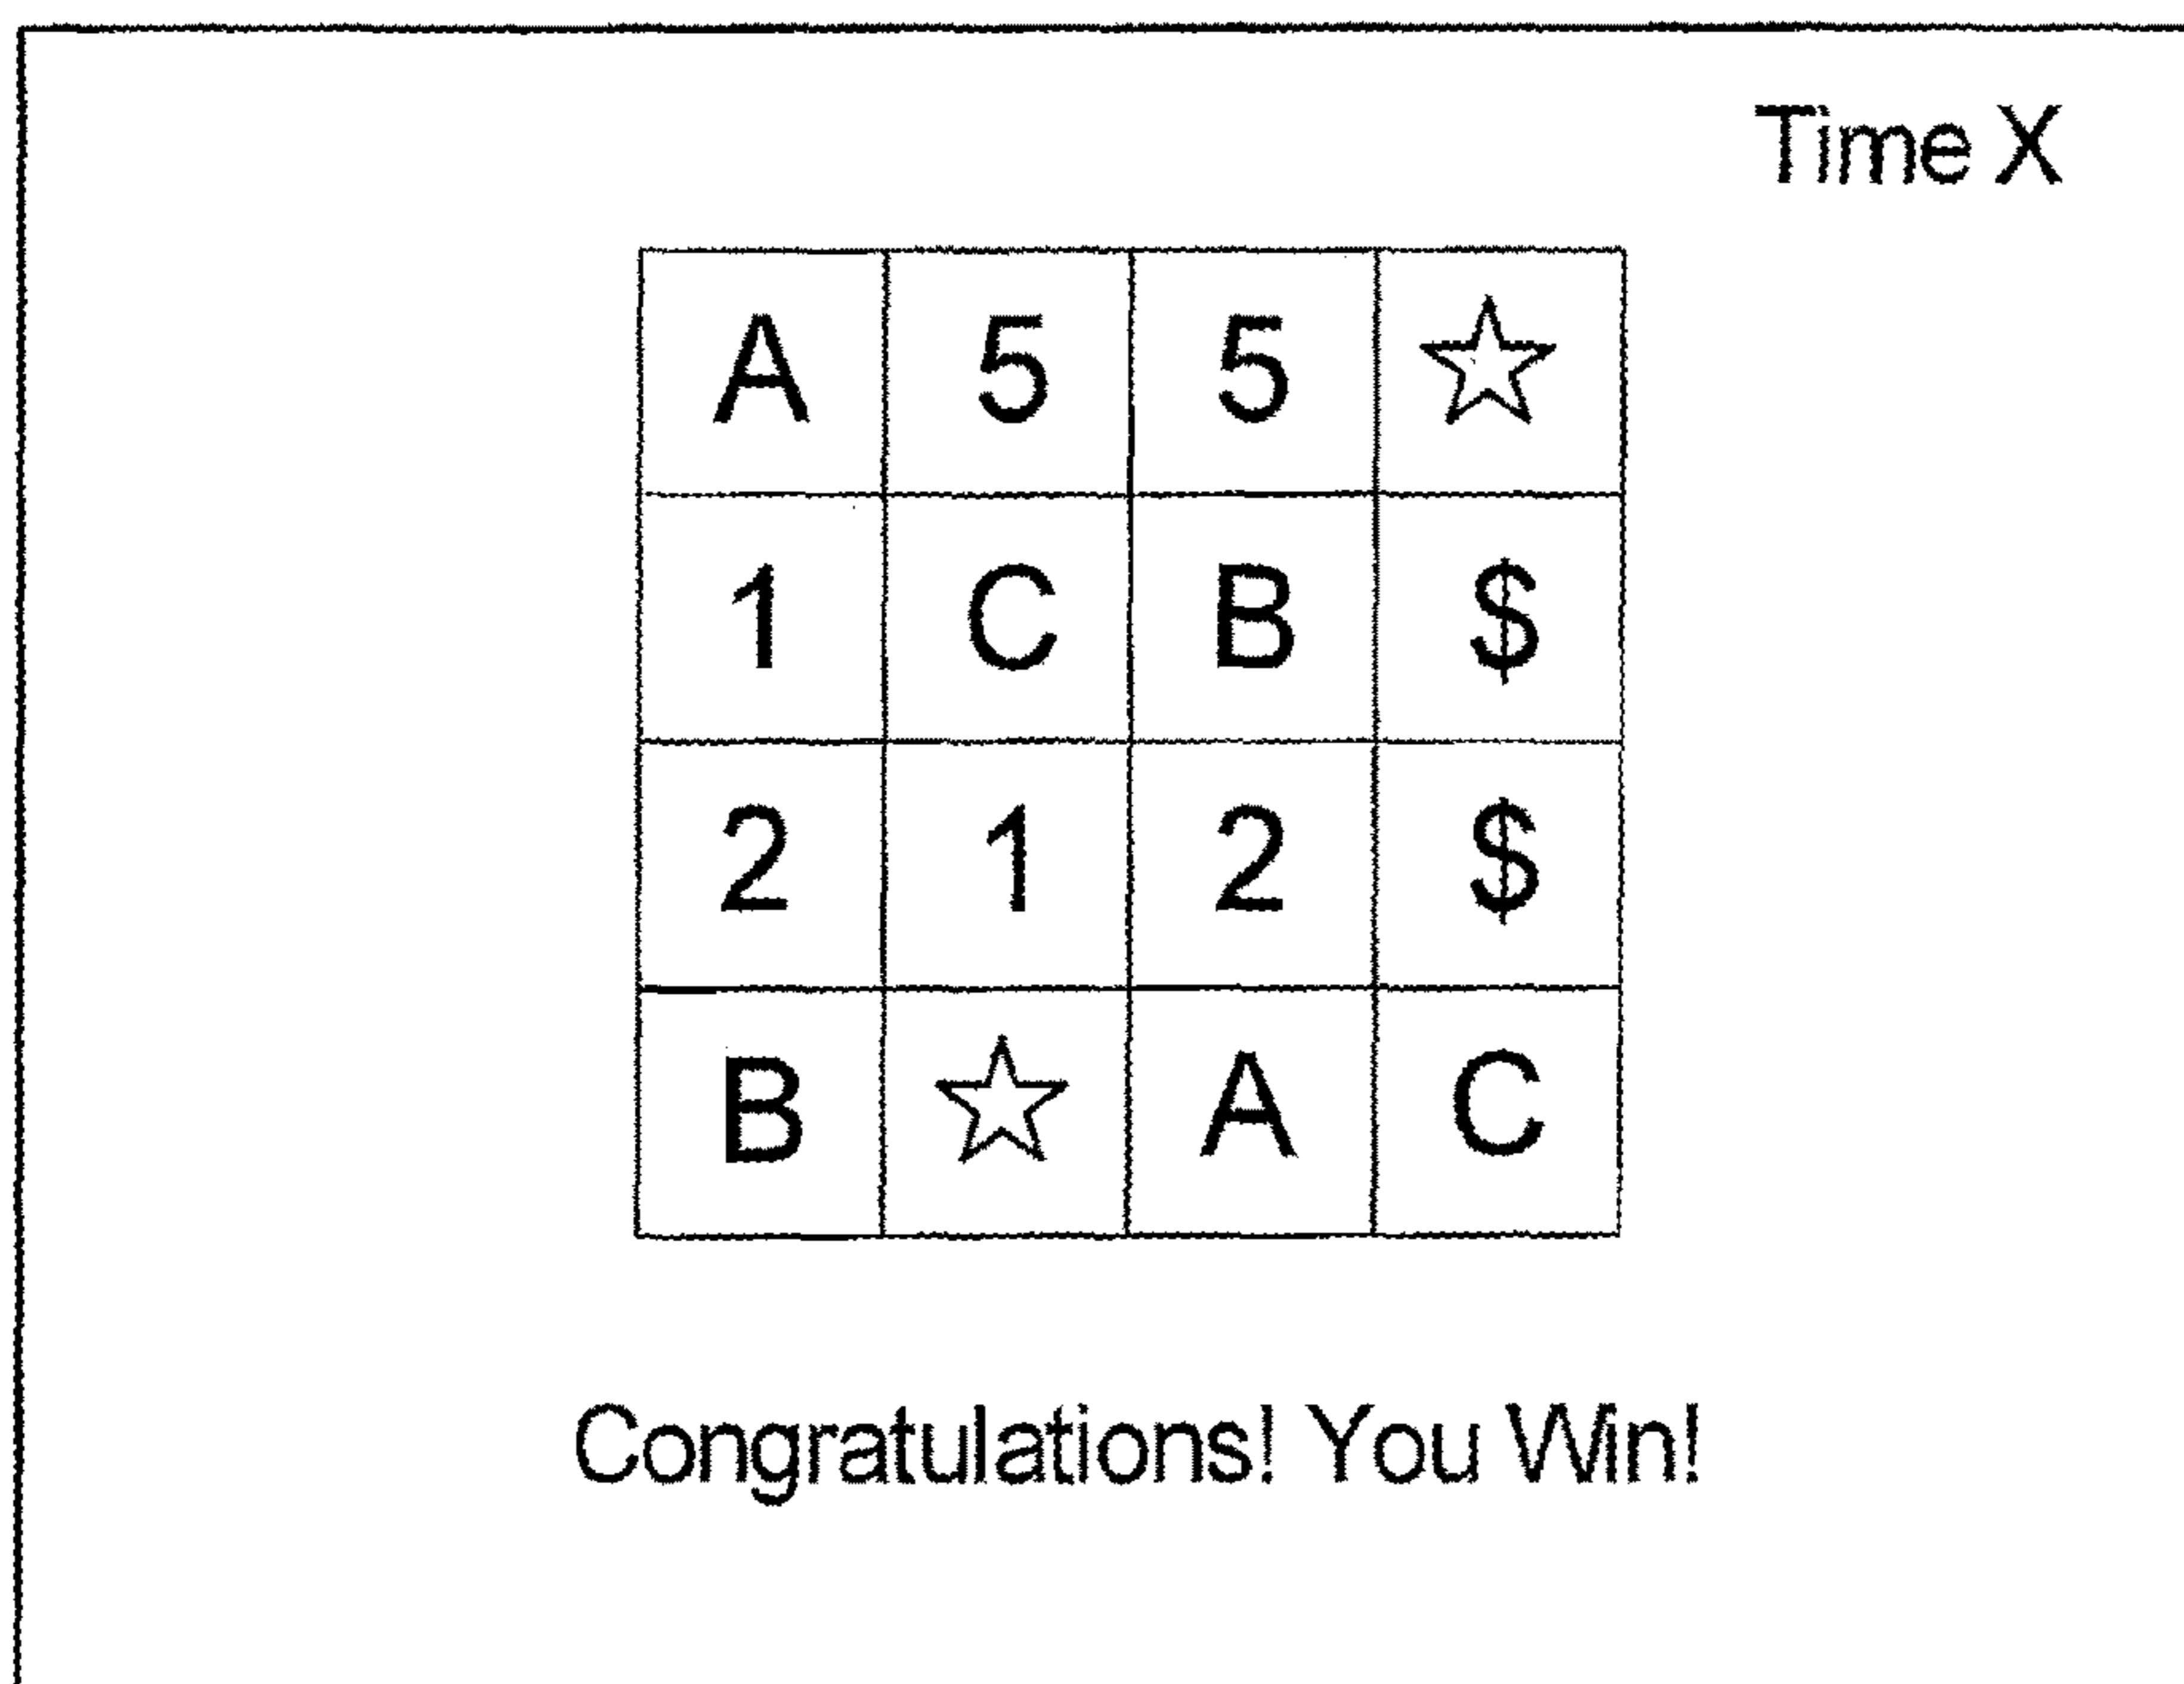 Time X
A 5 5 ☆
1 C B $
2 1 2 $
B ☆ A C
Congratulations! You Win!